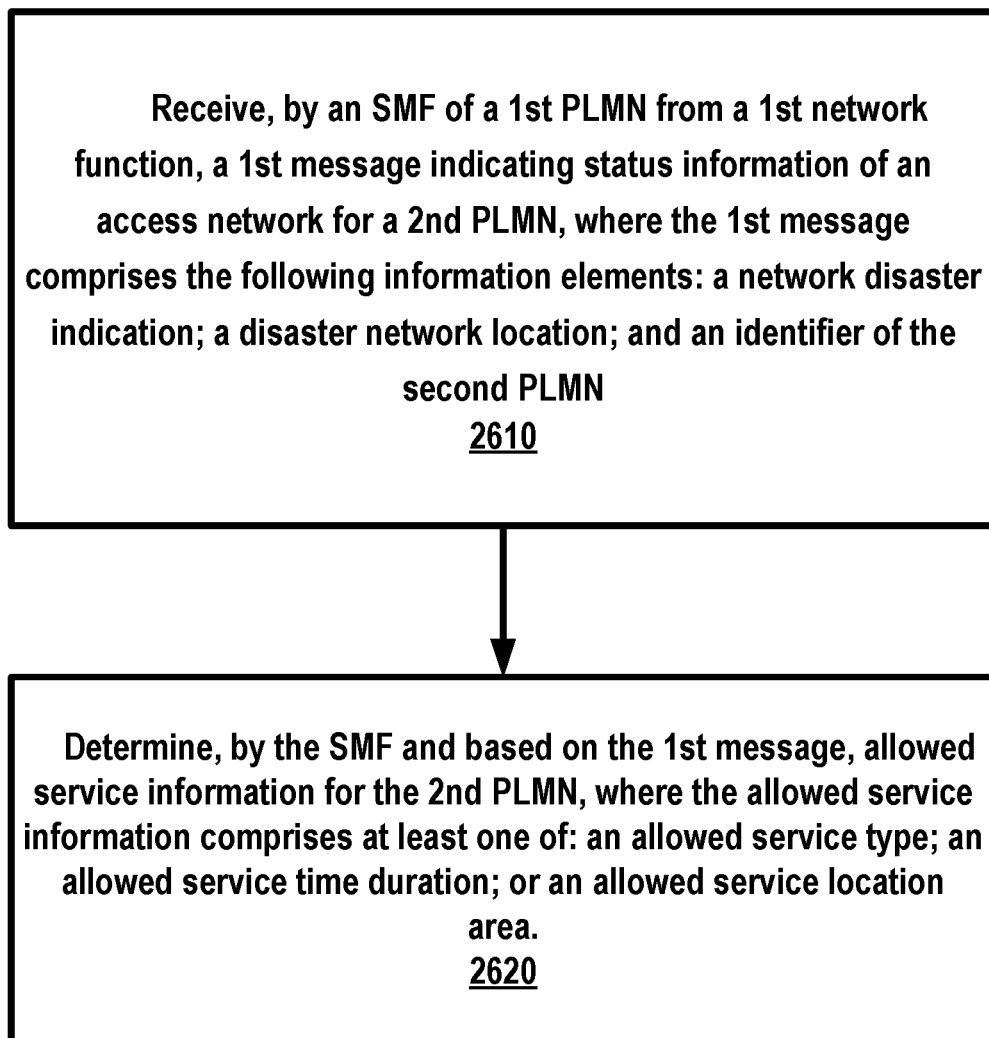 Receive, by an SMF of a 1st PLMN from a 1st network
function, a 1st message indicating status information of an
access network for a 2nd PLMN, where the 1st message
comprises the following information elements: a network disaster
indication; a disaster network location; and an identifier of the
second PLMN
2610
Determine, by the SMF and based on the 1st message, allowed
service information for the 2nd PLMN, where the allowed service
information comprises at least one of: an allowed service type; an
allowed service time duration; or an allowed service location
area.
2620